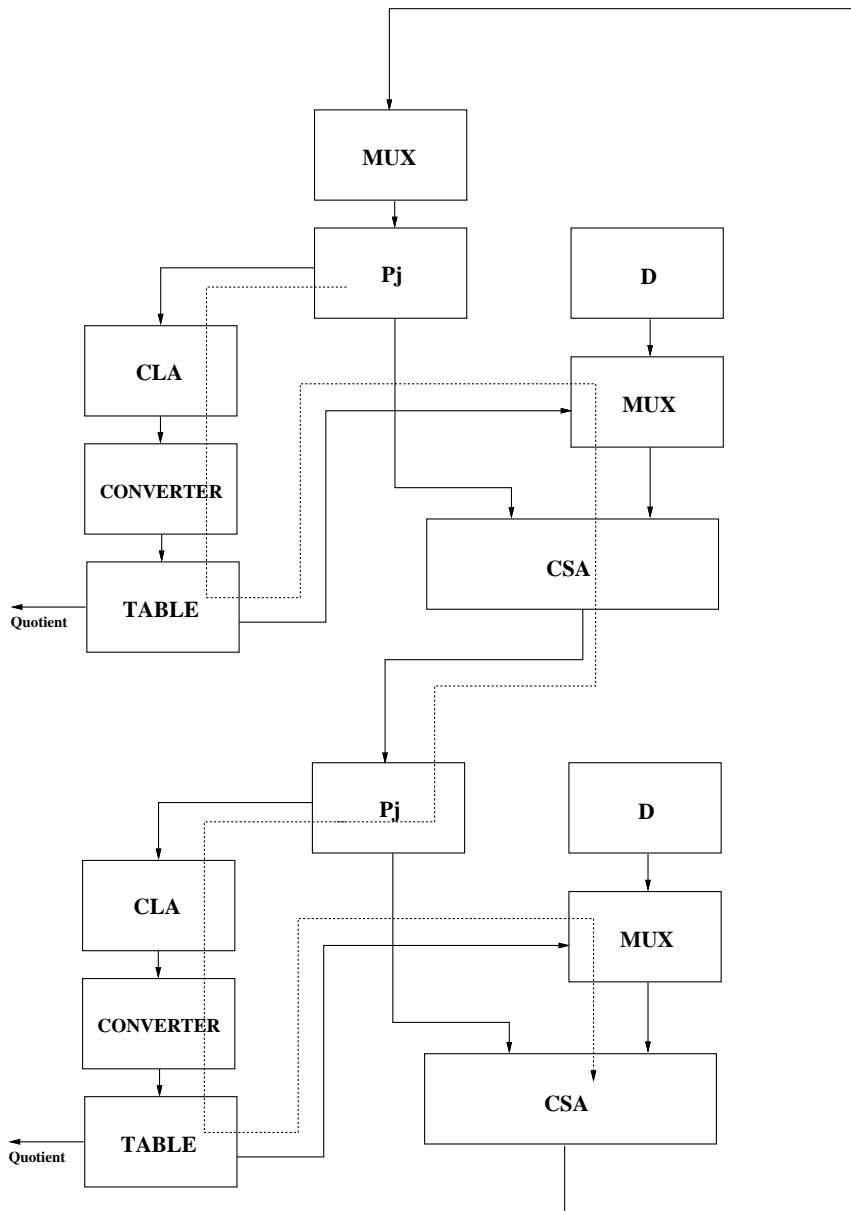 MUX
Pj
D
CLA
MUX
CONVERTER
CSA
TABLE
Quotient
Pj
D
CLA
MUX
CONVERTER
CSA
TABLE
Quotient